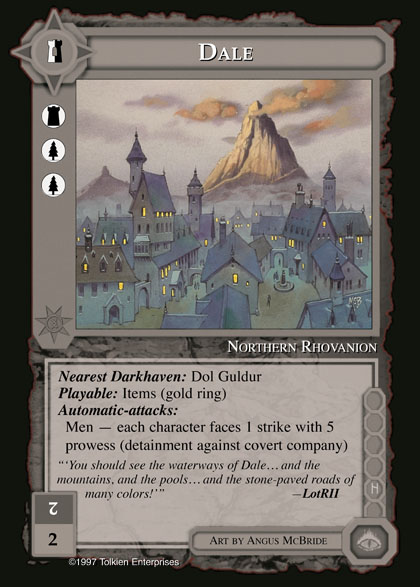 DALE
McB
NORTHERN RHOVANION
Nearest Darkhaven: Dol Guldur
Playable: Items (gold ring)
Automatic-attacks:
Men — each character faces 1 strike with 5
prowess (detainment against covert company)
“‘You should see the waterways of Dale…and the
mountains, and the pools…and the stone-paved roads of
many colors!’” –LotRII
H
2
2
ART BY ANGUS MCBRIDE
©1997 Tolkien Enterprises